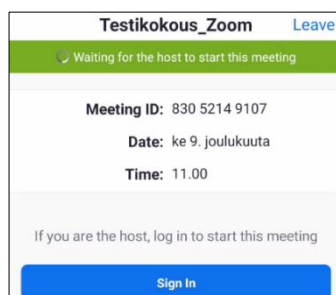 Testikokous_Zoom Leave
Waiting for the host to start this meeting
Meeting ID: 830 5214 9107
Date: ke 9. joulukuuta
Time: 11.00
If you are the host, log in to start this meeting
Sign In